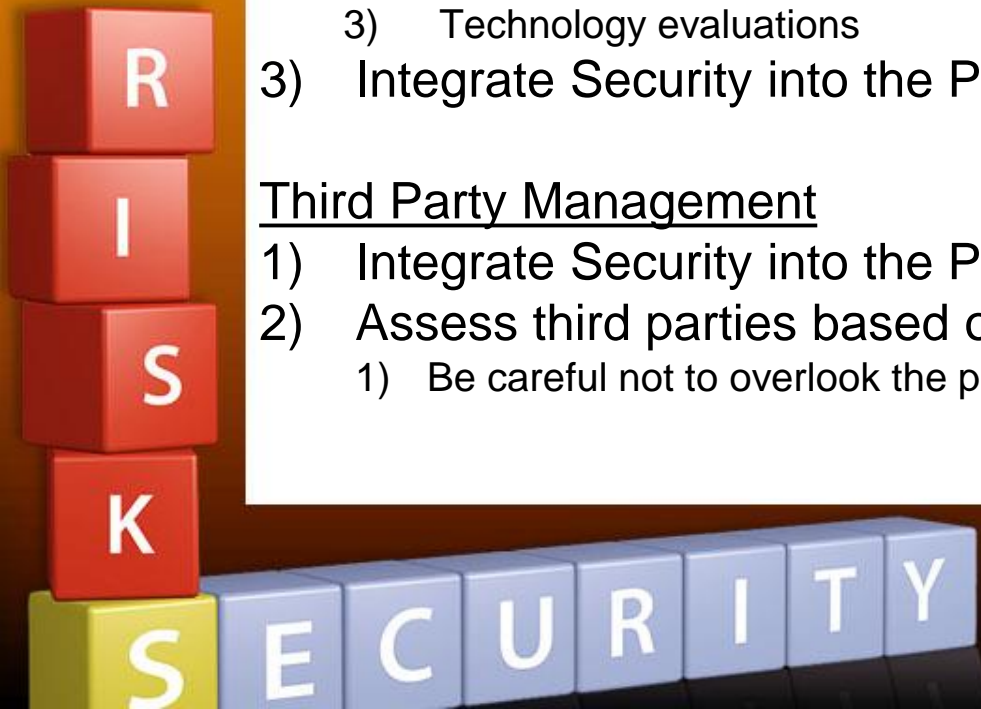 3) Technology evaluations
3) Integrate Security into the P
Third Party Management
1) Integrate Security into the P
2) Assess third parties based
1) Be careful not to overlook the p
R
I
S
K
SECURITY